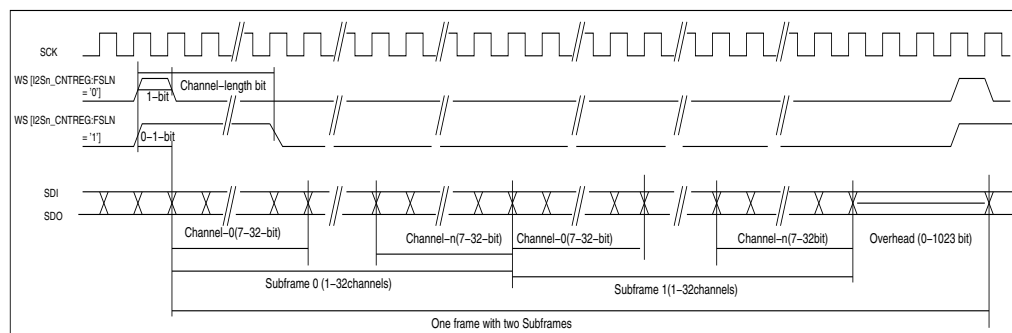 SCK
WS [I2Sn_CNTREG:FSLN
= '0']
Channel-length bit
1-bit
WS [I2Sn_CNTREG:FSLN
= '1']
0-1-bit
SDI
SDO
Channel-0(7-32-bit)
Channel-n(7-32-bit)
Channel-0(7-32-bit)
Channel-n(7-32bit)
Overhead (0-1023 bit)
Subframe 0 (1-32channels)
Subframe 1(1-32channels)
One frame with two Subframes